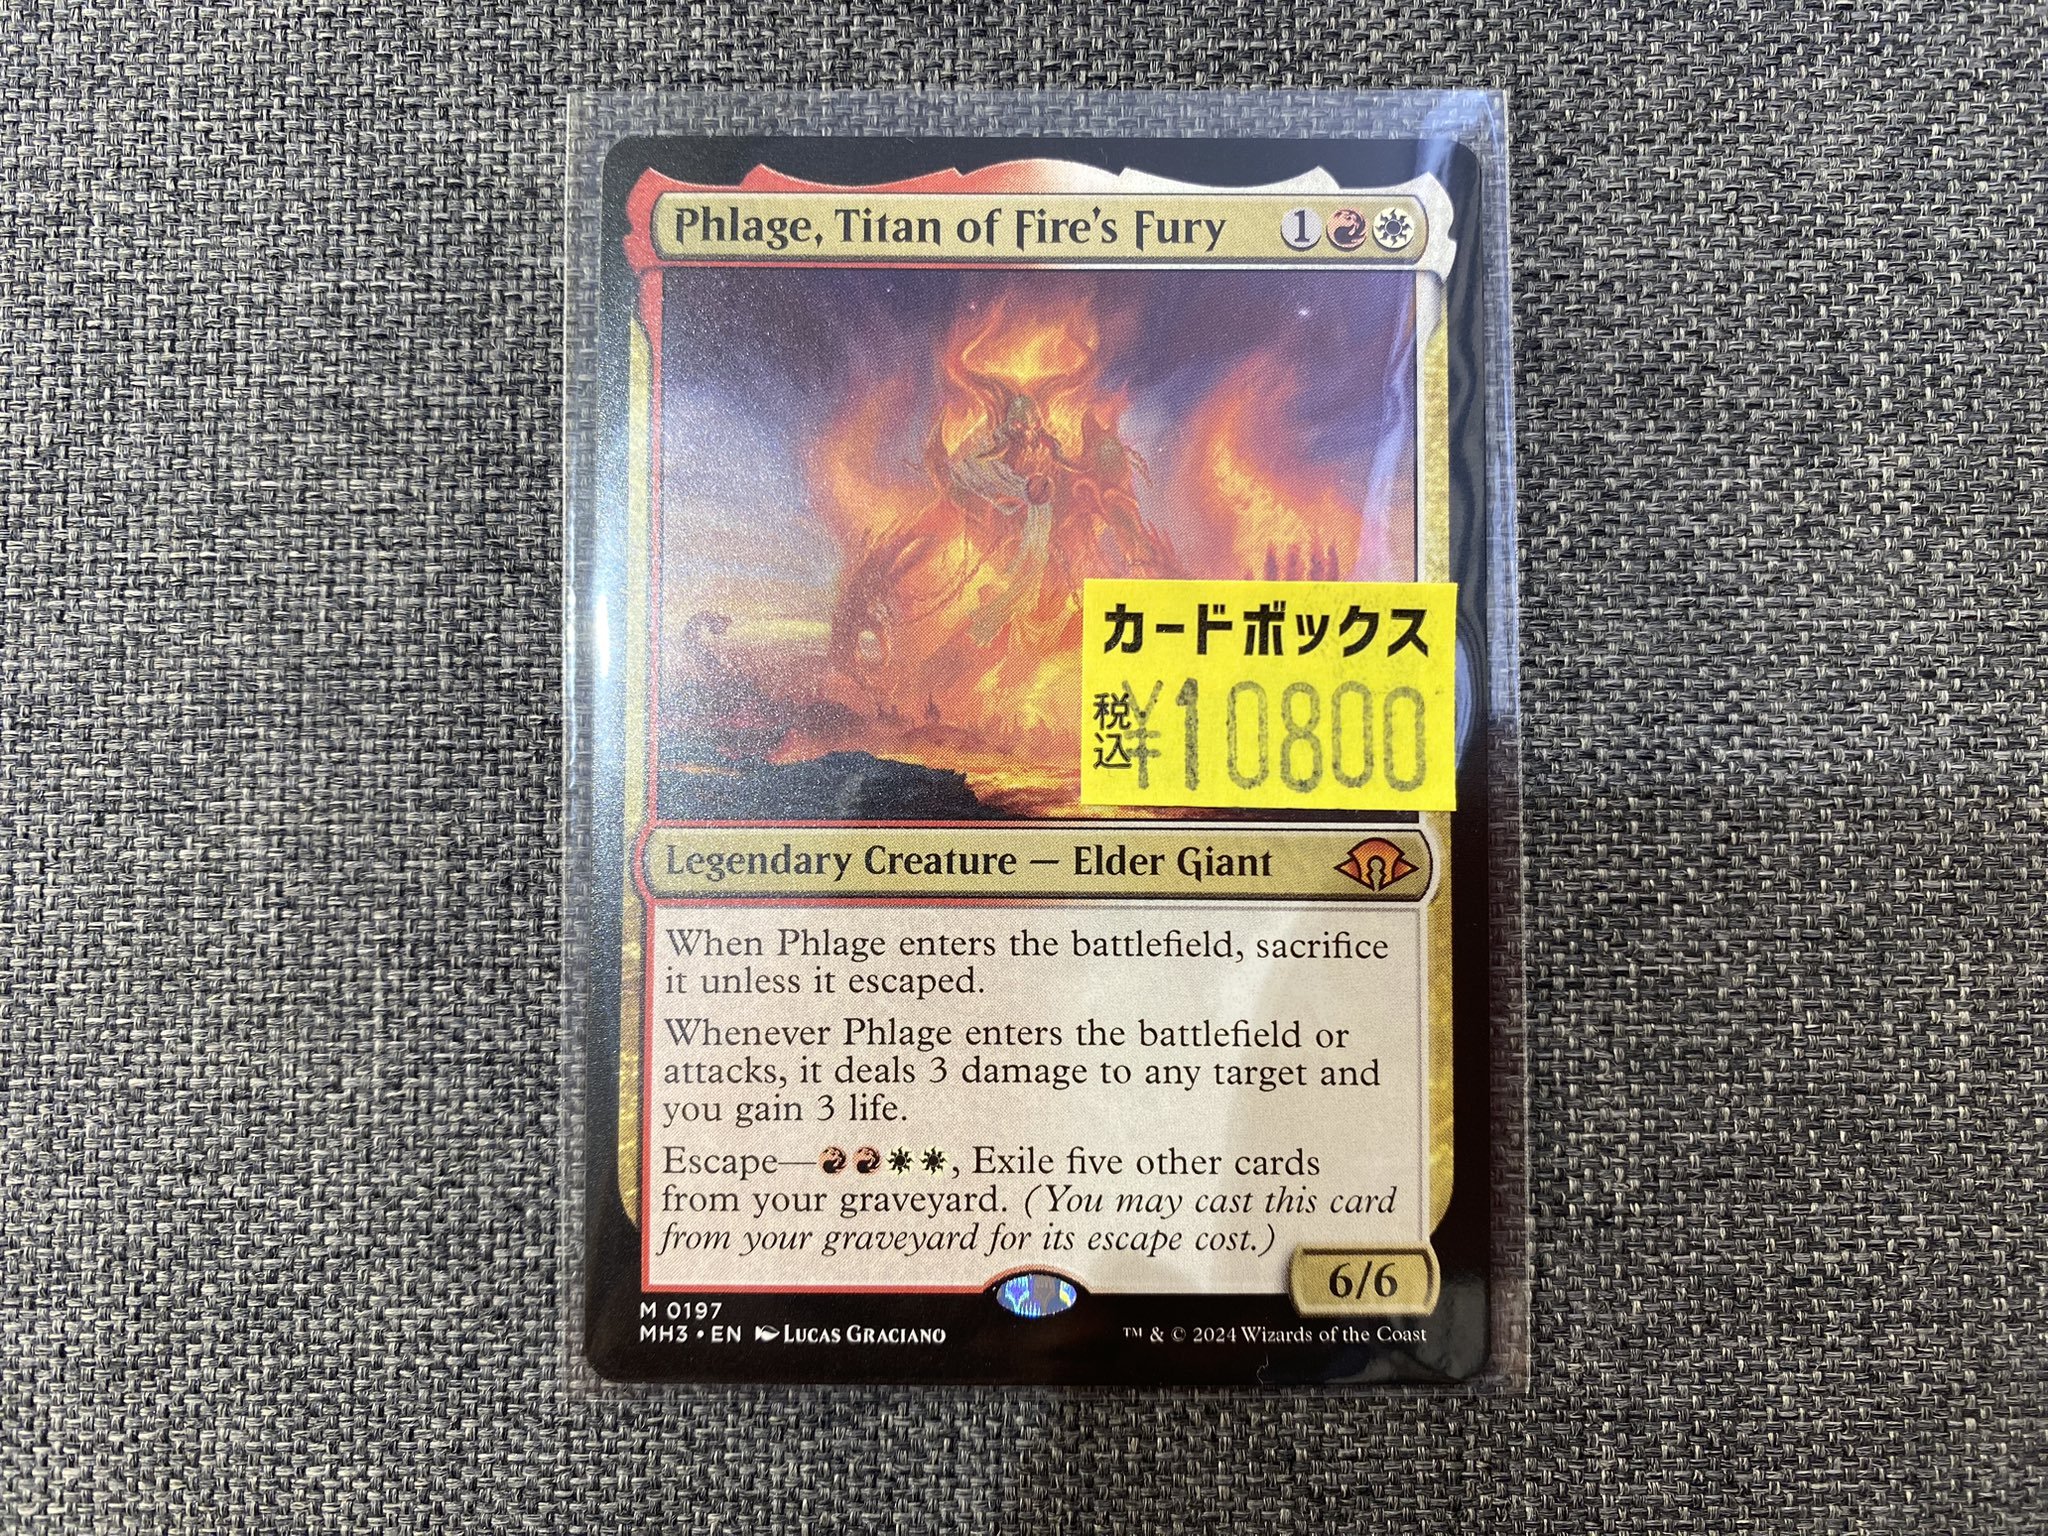 Phlage, Titan of Fire's Fury 1
カードボックス
税込 ¥10800
Legendary Creature — Elder Giant
When Phlage enters the battlefield, sacrifice
it unless it escaped.
Whenever Phlage enters the battlefield or
attacks, it deals 3 damage to any target and
you gain 3 life.
Escape—, Exile five other cards
from your graveyard. (You may cast this card
from your graveyard for its escape cost.)
6/6
M 0197
MH3 • EN LUCAS GRACIANO
™ & © 2024 Wizards of the Coast